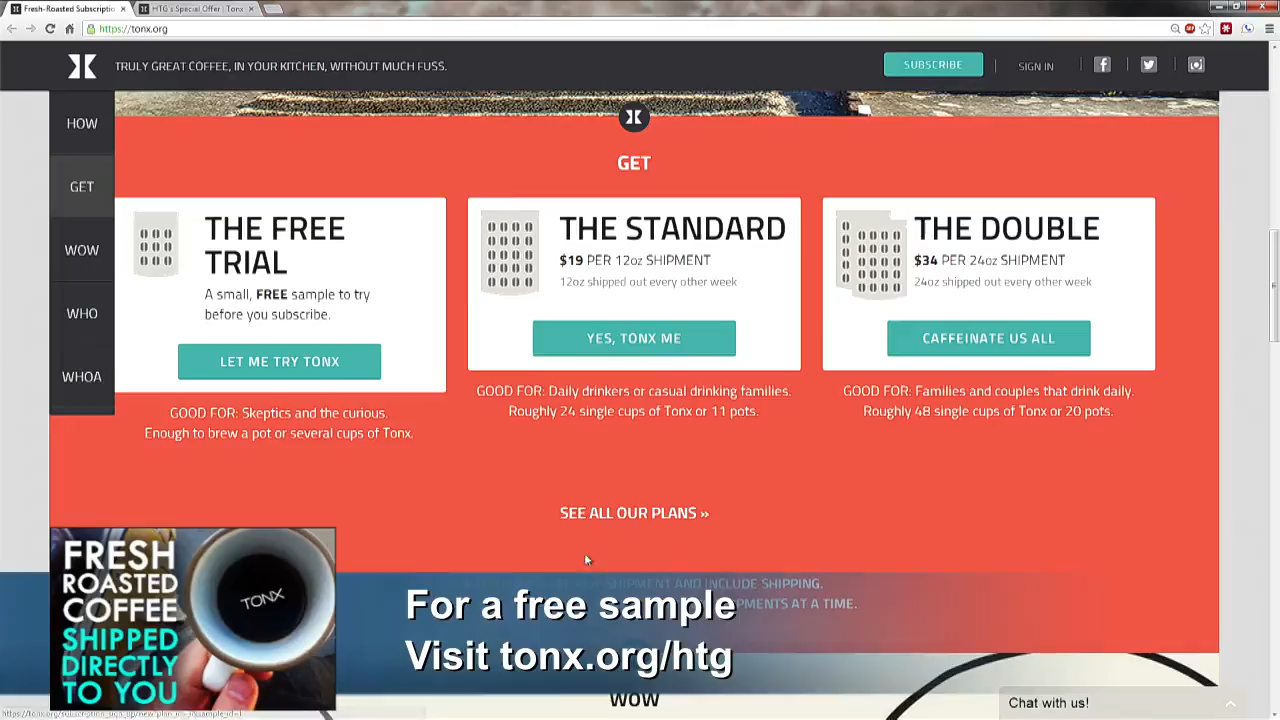 Fresh-Roasted Subscriptio
HTG's Special Offer | Tonx
https://tonx.org
TRULY GREAT COFFEE, IN YOUR KITCHEN, WITHOUT MUCH FUSS.
SUBSCRIBE
SIGN IN
HOW
GET
WOW
WHO
WHOA
GET
THE FREE
TRIAL
A small, FREE sample to try
before you subscribe.
LET ME TRY TONX
GOOD FOR: Skeptics and the curious.
Enough to brew a pot or several cups of Tonx.
THE STANDARD
$19 PER 12oz SHIPMENT
12oz shipped out every other week
YES, TONX ME
GOOD FOR: Daily drinkers or casual drinking families.
Roughly 24 single cups of Tonx or 11 pots.
THE DOUBLE
$34 PER 24oz SHIPMENT
24oz shipped out every other week
CAFFEINATE US ALL
GOOD FOR: Families and couples that drink daily.
Roughly 48 single cups of Tonx or 20 pots.
SEE ALL OUR PLANS »
SHIPMENT AND INCLUDE SHIPPING.
AT A TIME.
FRESH
ROASTED
COFFEE
SHIPPED
DIRECTLY
TO YOU
TONX
For a free sample
Visit tonx.org/htg
WOW
Chat with us!